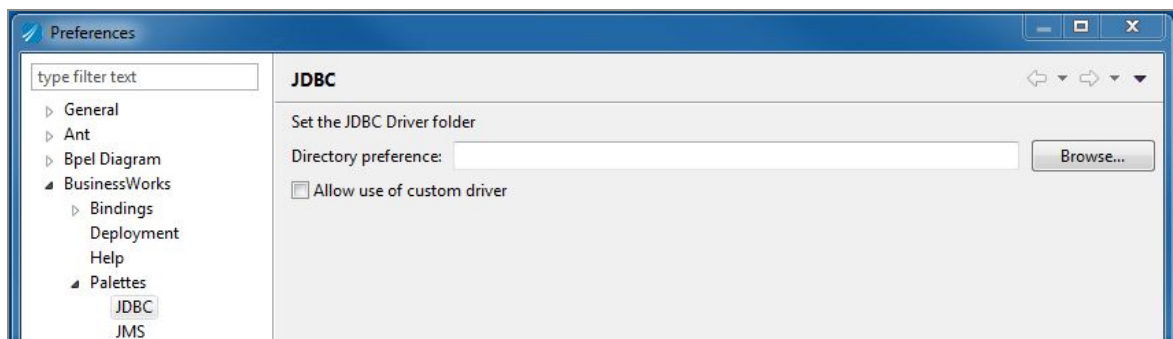 Preferences
type filter text
General
Ant
Bpel Diagram
BusinessWorks
Bindings
Deployment
Help
Palettes
JDBC
JMS
JDBC
Set the JDBC Driver folder
Directory preference:
Browse...
Allow use of custom driver